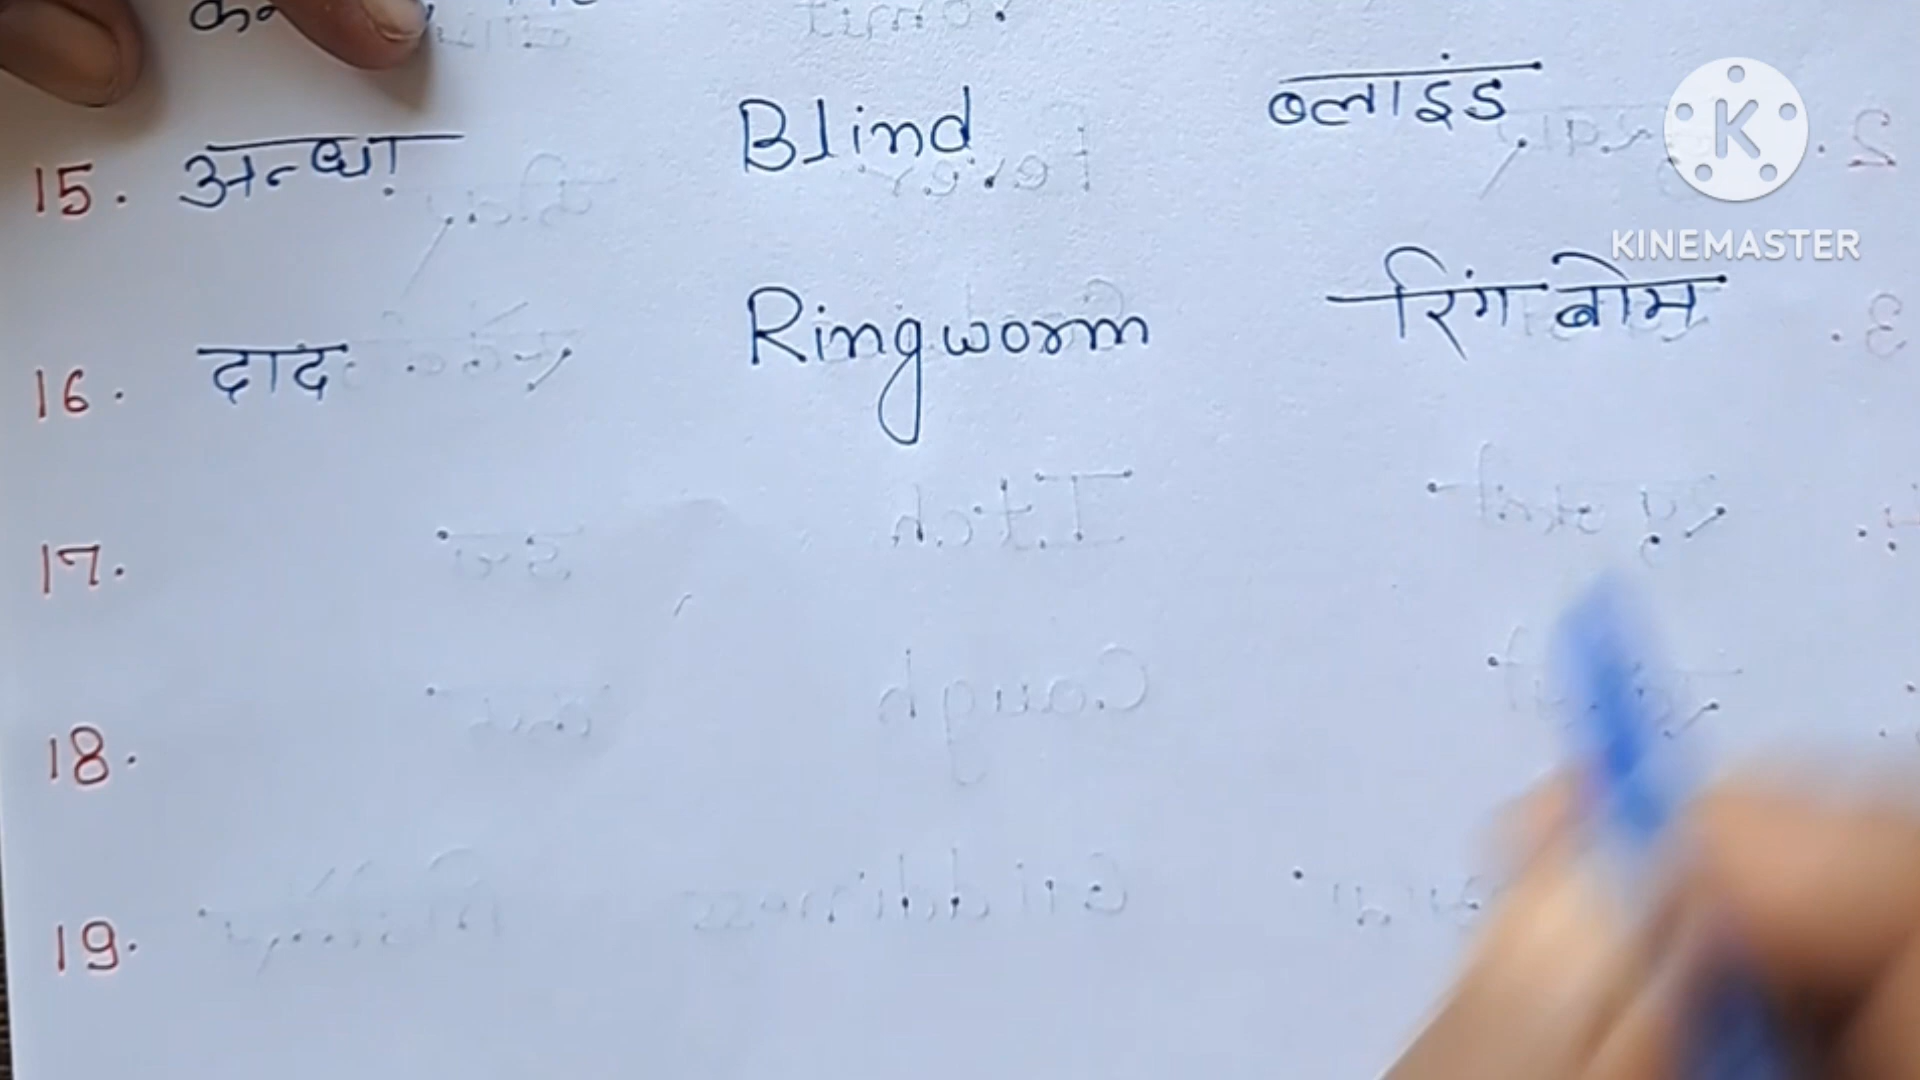 15. अन्धा Blind ब्लाइंड
KINEMASTER
16. दाद Ringworm रिंग बोम
17.
18.
19.